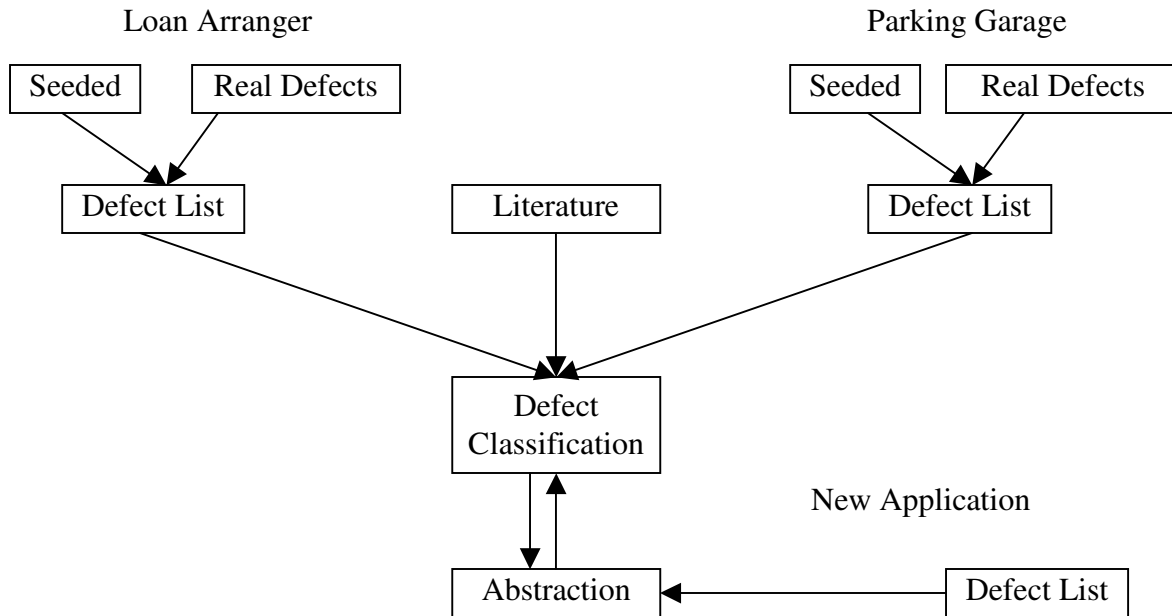 Loan Arranger
Parking Garage
Seeded
Real Defects
Seeded
Real Defects
Defect List
Literature
Defect List
Defect
Classification
New Application
Abstraction
Defect List